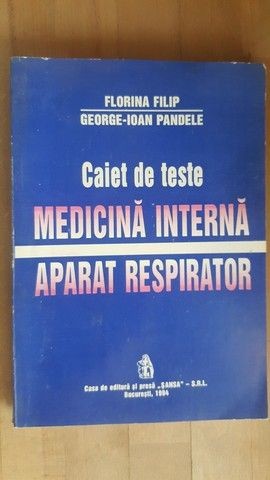 FLORINA FILIP
GEORGE-IOAN PANDELE
Caiet de teste
MEDICINĂ INTERNĂ
APARAT RESPIRATOR
Casa de editură şi presă „ŞANSA" – S.R.L.
Bucureşti, 1994